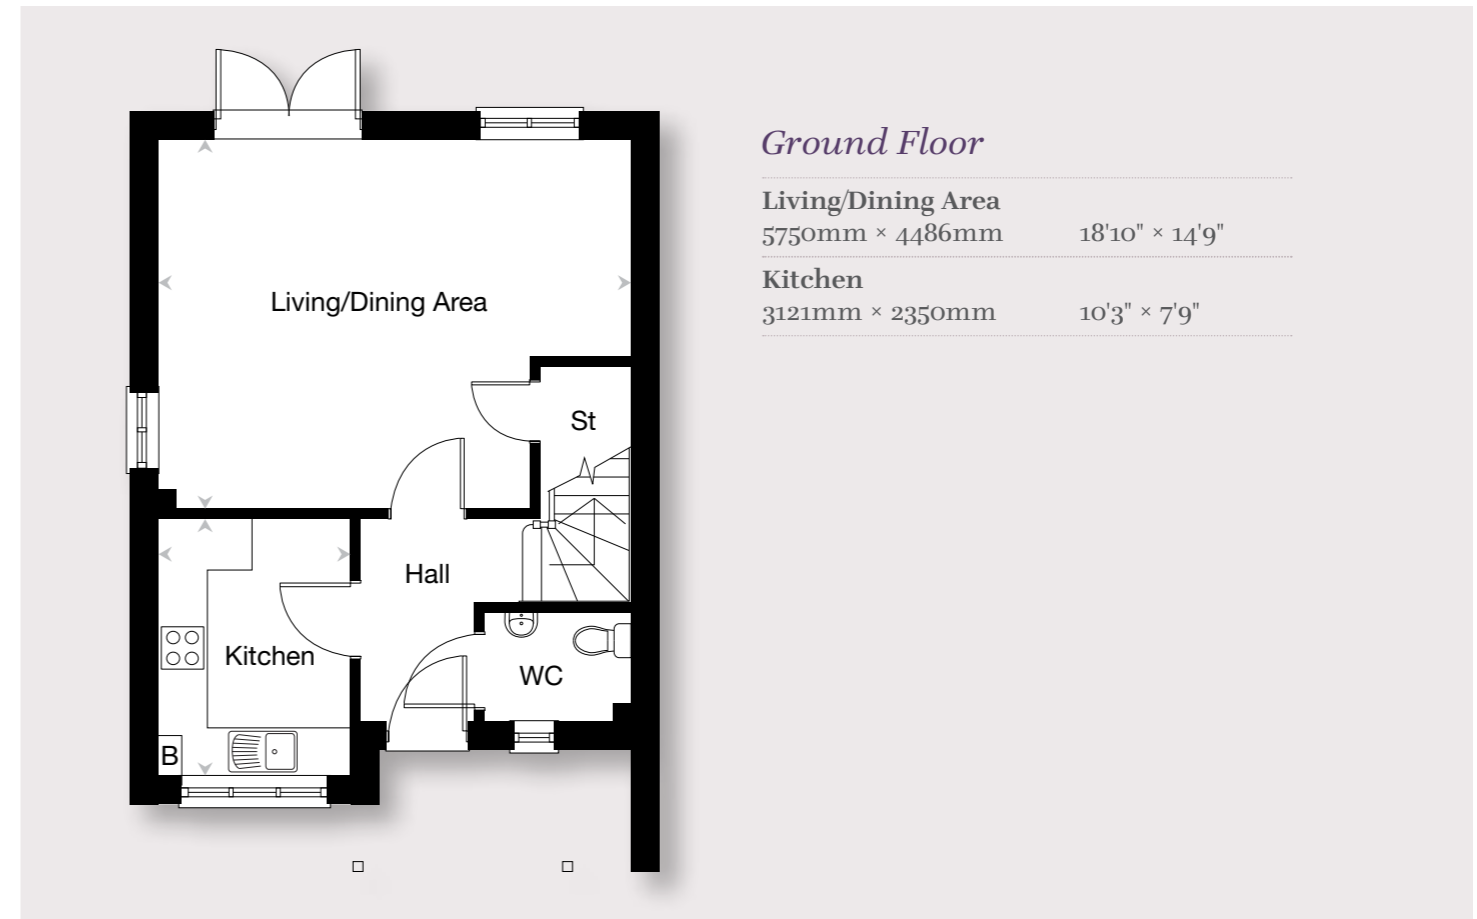 Ground Floor
Living/Dining Area
5750mm × 4486mm 18'10" × 14'9"
Kitchen
3121mm × 2350mm 10'3" × 7'9"
Living/Dining Area
St
Hall
Kitchen
WC
B